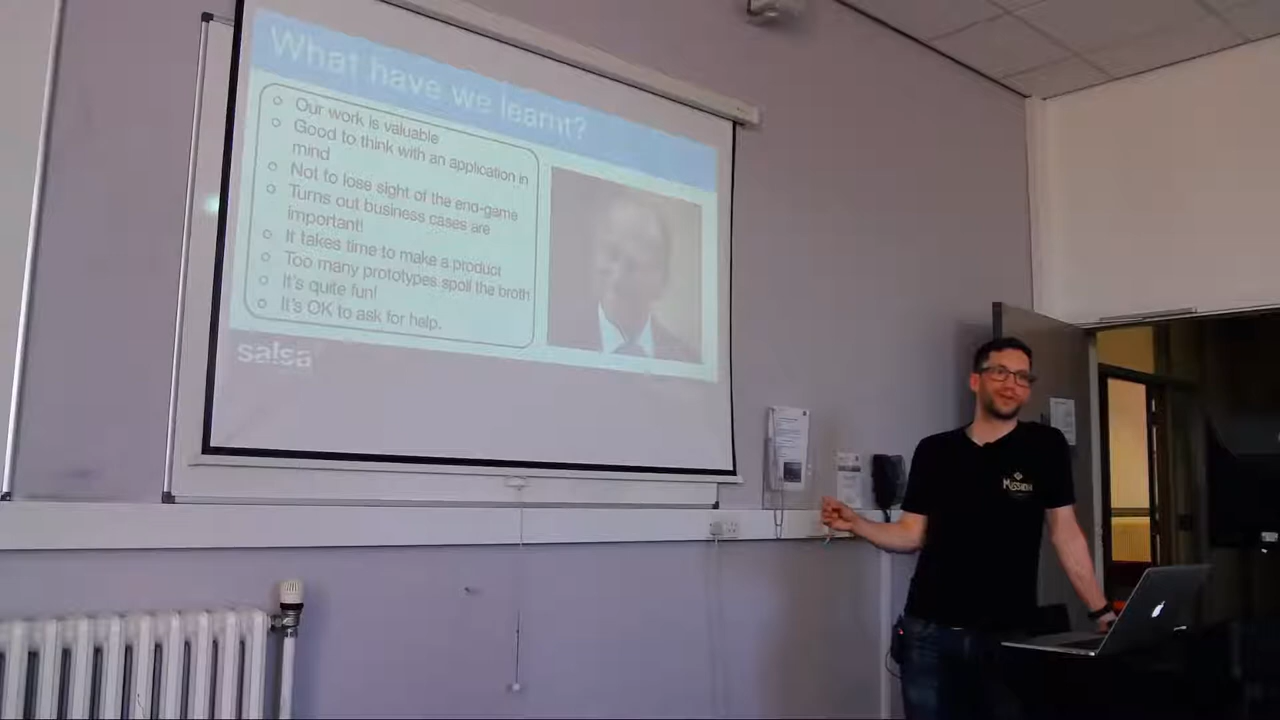 What have we learnt?
○ Our work is valuable
○ Good to think with an application in
mind
○ Not to lose sight of the end-game
○ Turns out business cases are
important!
○ It takes time to make a product
○ Too many prototypes spoil the broth
○ It's quite fun!
○ It's OK to ask for help.
salsa